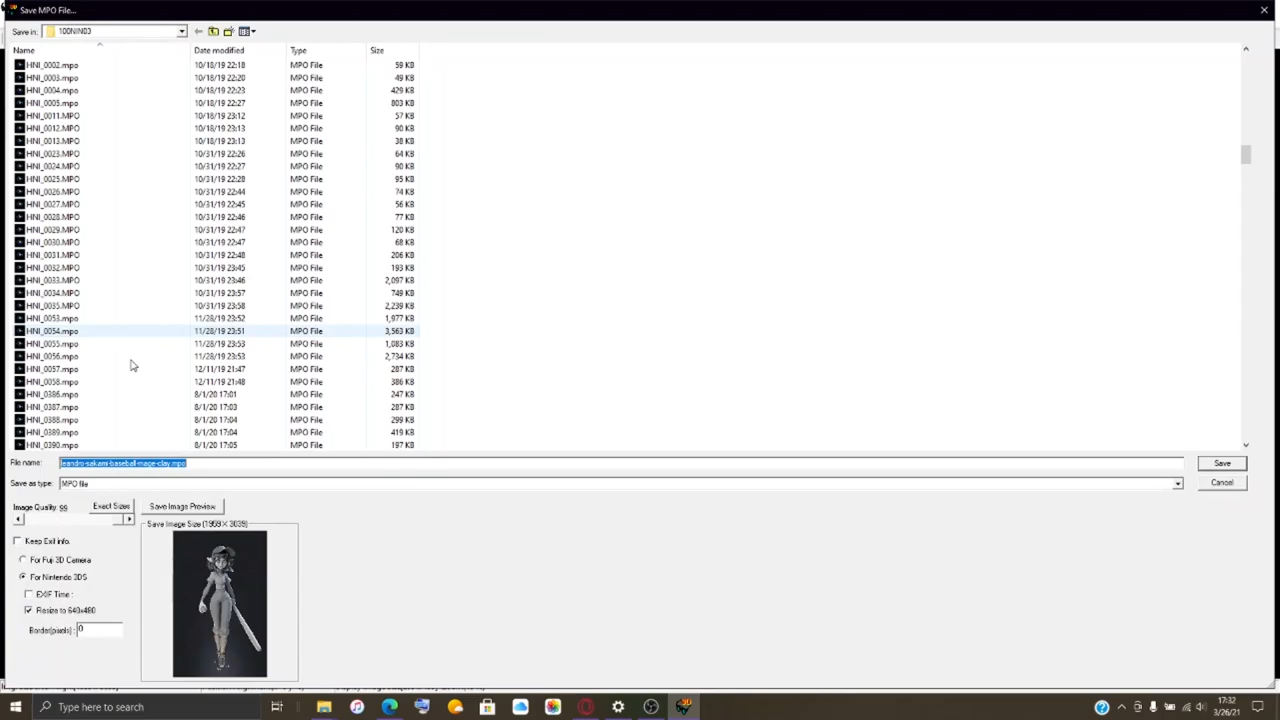 Save MPO File...
Save in: 100NIN03
Name Date modified Type Size
HNI_0002.mpo 10/18/19 22:18 MPO File 59 KB
HNI_0003.mpo 10/18/19 22:20 MPO File 49 KB
HNI_0004.mpo 10/18/19 22:23 MPO File 429 KB
HNI_0005.mpo 10/18/19 22:27 MPO File 803 KB
HNI_0011.MPO 10/18/19 23:12 MPO File 57 KB
HNI_0012.MPO 10/18/19 23:13 MPO File 90 KB
HNI_0013.MPO 10/18/19 23:13 MPO File 38 KB
HNI_0023.MPO 10/31/19 22:26 MPO File 64 KB
HNI_0024.MPO 10/31/19 22:27 MPO File 90 KB
HNI_0025.MPO 10/31/19 22:28 MPO File 95 KB
HNI_0026.MPO 10/31/19 22:44 MPO File 74 KB
HNI_0027.MPO 10/31/19 22:45 MPO File 56 KB
HNI_0028.MPO 10/31/19 22:46 MPO File 77 KB
HNI_0029.MPO 10/31/19 22:47 MPO File 120 KB
HNI_0030.MPO 10/31/19 22:47 MPO File 68 KB
HNI_0031.MPO 10/31/19 22:48 MPO File 206 KB
HNI_0032.MPO 10/31/19 23:45 MPO File 193 KB
HNI_0033.MPO 10/31/19 23:46 MPO File 2,097 KB
HNI_0034.MPO 10/31/19 23:57 MPO File 749 KB
HNI_0035.MPO 10/31/19 23:58 MPO File 2,239 KB
HNI_0053.mpo 11/28/19 23:52 MPO File 1,977 KB
HNI_0054.mpo 11/28/19 23:51 MPO File 3,563 KB
HNI_0055.mpo 11/28/19 23:53 MPO File 1,083 KB
HNI_0056.mpo 11/28/19 23:53 MPO File 2,734 KB
HNI_0057.mpo 12/11/19 21:47 MPO File 287 KB
HNI_0058.mpo 12/11/19 21:48 MPO File 386 KB
HNI_0386.mpo 8/1/20 17:01 MPO File 247 KB
HNI_0387.mpo 8/1/20 17:03 MPO File 287 KB
HNI_0388.mpo 8/1/20 17:04 MPO File 299 KB
HNI_0389.mpo 8/1/20 17:04 MPO File 419 KB
HNI_0390.mpo 8/1/20 17:05 MPO File 197 KB
File name: leandro-sakami-baseball-mage-clay.mpo Save
Save as type: MPO file Cancel
Image Quality: 99 Exact Sizes Save Image Preview
Save Image Size (1959 X 3039)
Keep Exif info.
For Fuji 3D Camera
For Nintendo 3DS
EXIF Time :
Resize to 640x480
Border(pixels) : 0
Type here to search
17:32
3/26/21